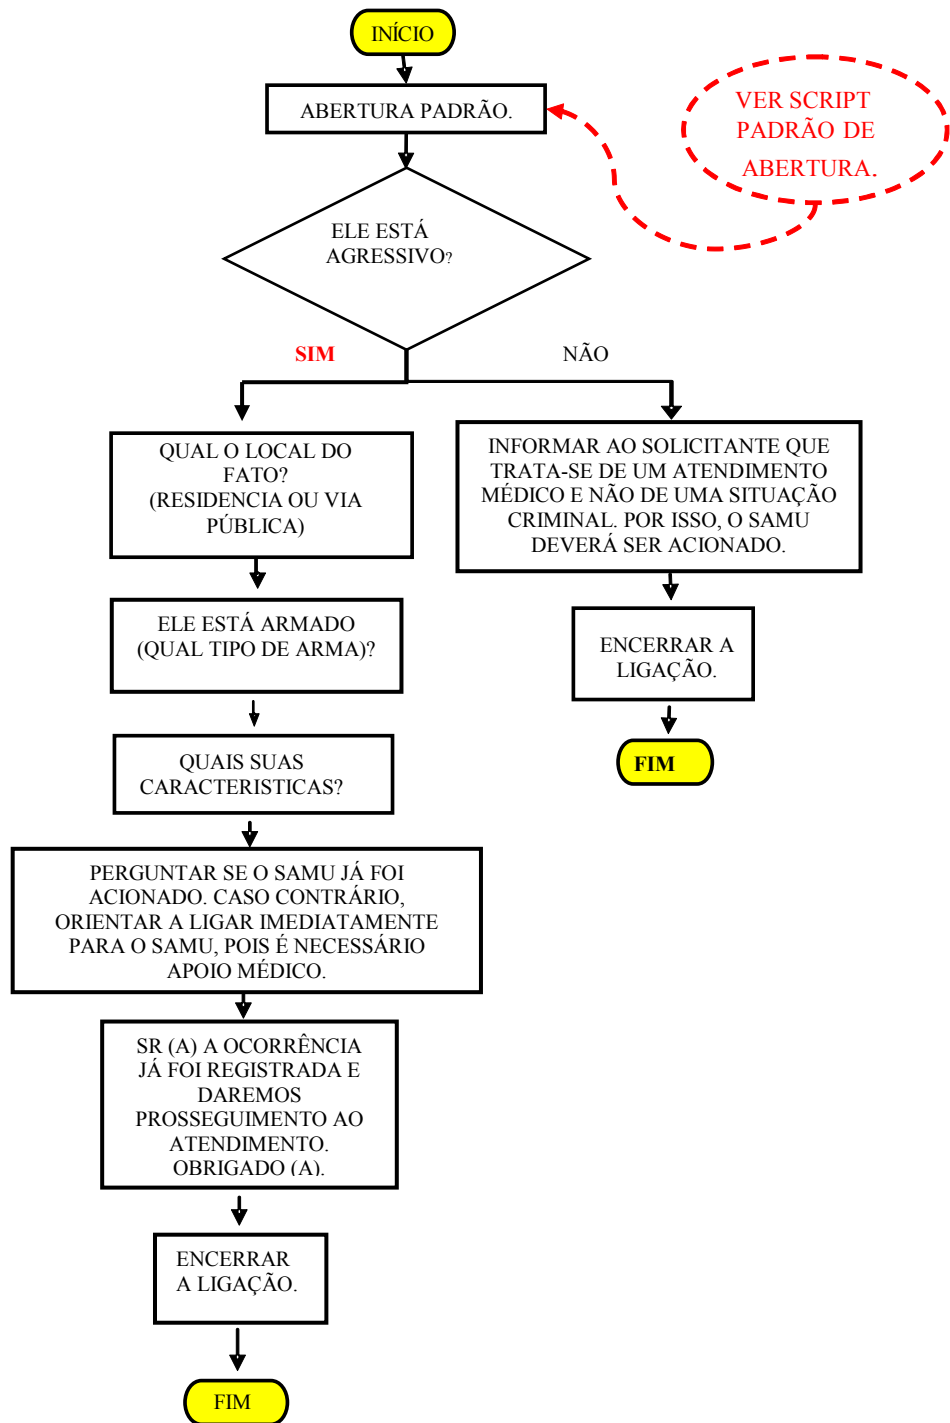 INÍCIO
ABERTURA PADRÃO.
VER SCRIPT
PADRÃO DE
ABERTURA.
ELE ESTÁ
AGRESSIVO?
SIM
NÃO
QUAL O LOCAL DO
FATO?
(RESIDENCIA OU VIA
PÚBLICA)
INFORMAR AO SOLICITANTE QUE
TRATA-SE DE UM ATENDIMENTO
MÉDICO E NÃO DE UMA SITUAÇÃO
CRIMINAL. POR ISSO, O SAMU
DEVERÁ SER ACIONADO.
ELE ESTÁ ARMADO
(QUAL TIPO DE ARMA)?
ENCERRAR A
LIGAÇÃO.
QUAIS SUAS
CARACTERISTICAS?
FIM
PERGUNTAR SE O SAMU JÁ FOI
ACIONADO. CASO CONTRÁRIO,
ORIENTAR A LIGAR IMEDIATAMENTE
PARA O SAMU, POIS É NECESSÁRIO
APOIO MÉDICO.
SR (A) A OCORRÊNCIA
JÁ FOI REGISTRADA E
DAREMOS
PROSSEGUIMENTO AO
ATENDIMENTO.
OBRIGADO (A).
ENCERRAR
A LIGAÇÃO.
FIM